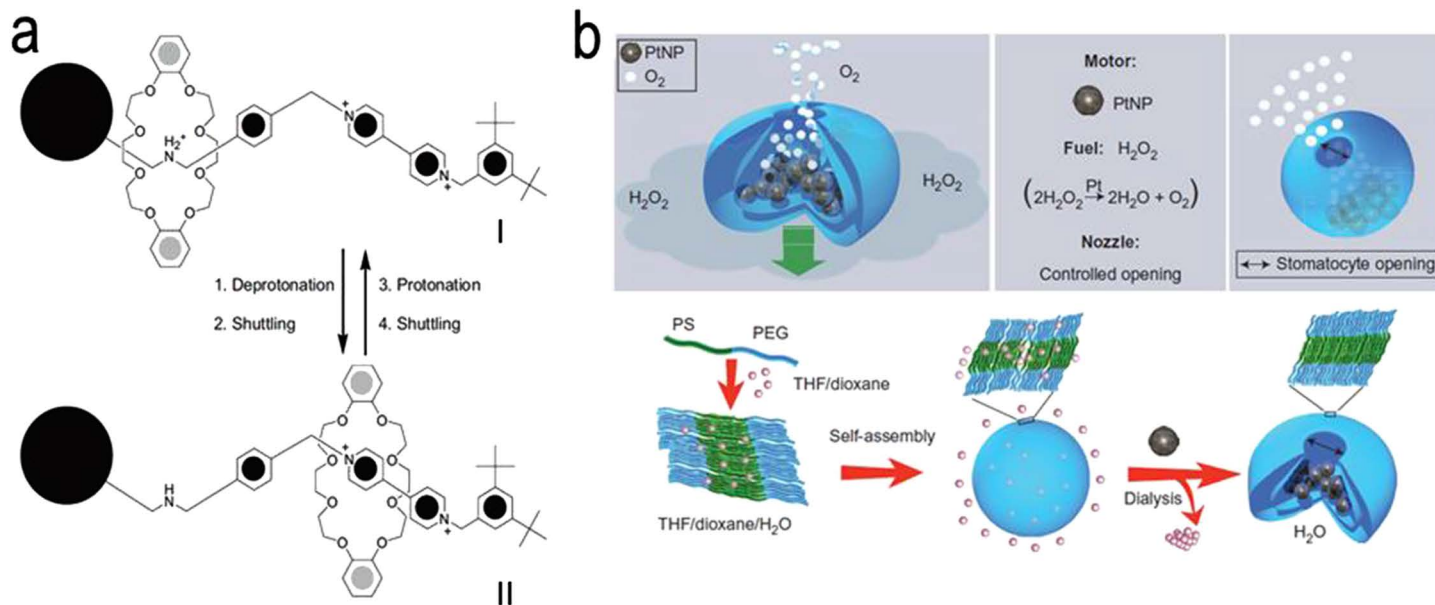 a
O
O
O
O
O
O
O
O
H2+
N
N+
N+
I
1. Deprotonation
2. Shuttling
3. Protonation
4. Shuttling
O
O
O
O
O
O
O
O
H
N
N+
N+
II
b
PtNP
O2
O2
H2O2
H2O2
Motor:
PtNP
Fuel: H2O2
(2H2O2 Pt→ 2H2O + O2)
Nozzle:
Controlled opening
↔ Stomatocyte opening
PS
PEG
THF/dioxane
THF/dioxane/H2O
Self-assembly
Dialysis
H2O